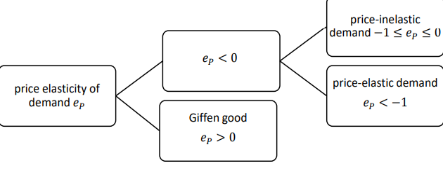 price-inelastic
demand −1 ≤ eₚ ≤ 0
eₚ < 0
price elasticity of
demand eₚ
price-elastic demand
eₚ < −1
Giffen good
eₚ > 0